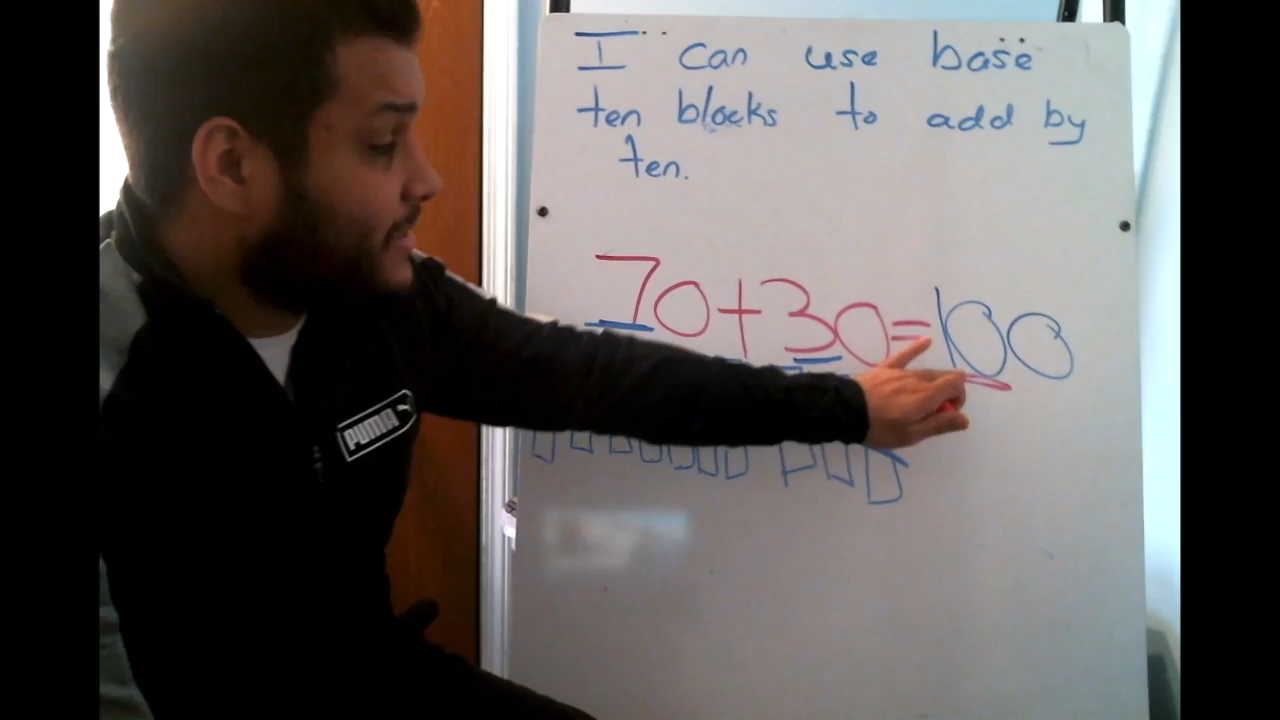 I can use base
ten blocks to add by
ten.
70+30=100
PUMA